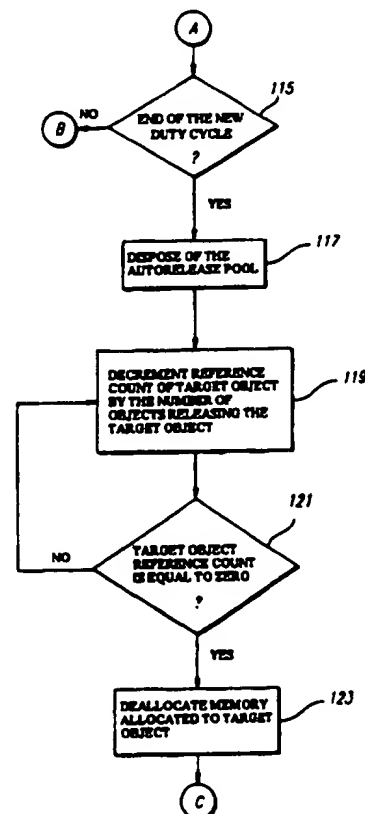 A
115
NO
B
END OF THE NEW
DUTY CYCLE
?
YES
117
DISPOSE OF THE
AUTORELEASE POOL
DECREMENT REFERENCE
COUNT OF TARGET OBJECT
BY THE NUMBER OF
OBJECTS RELEASING THE
TARGET OBJECT
119
121
TARGET OBJECT
REFERENCE COUNT
IS EQUAL TO ZERO
?
NO
YES
DEALLOCATE MEMORY
ALLOCATED TO TARGET
OBJECT
123
C